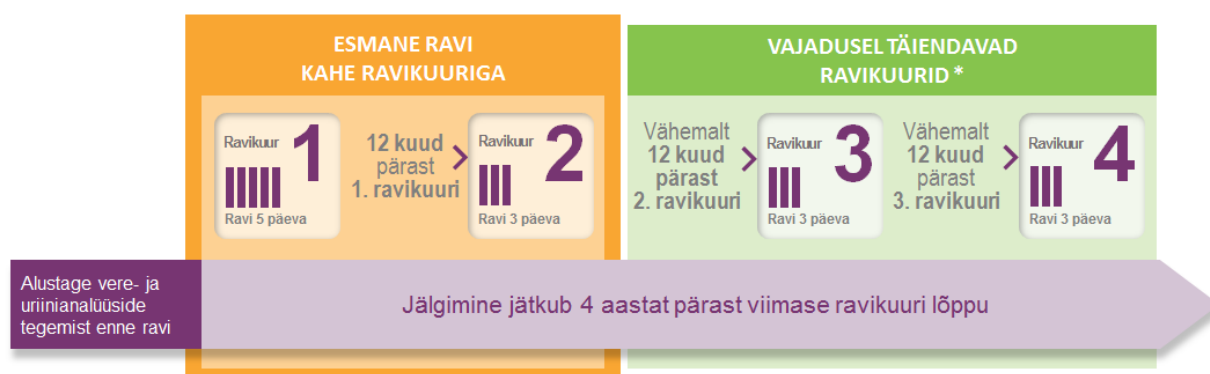 ESMANE RAVI
KAHE RAVIKUURIGA
VAJADUSEL TÄIENDAVAD
RAVIKUURID *
Ravikuur 1
Ravi 5 päeva
12 kuud
pärast
1. ravikuuri
Ravikuur 2
Ravi 3 päeva
Vähemalt
12 kuud
pärast
2. ravikuuri
Ravikuur 3
Ravi 3 päeva
Vähemalt
12 kuud
pärast
3. ravikuuri
Ravikuur 4
Ravi 3 päeva
Alustage vere- ja
uriinianalüüside
tegemist enne ravi
Jälgimine jätkub 4 aastat pärast viimase ravikuuri lõppu